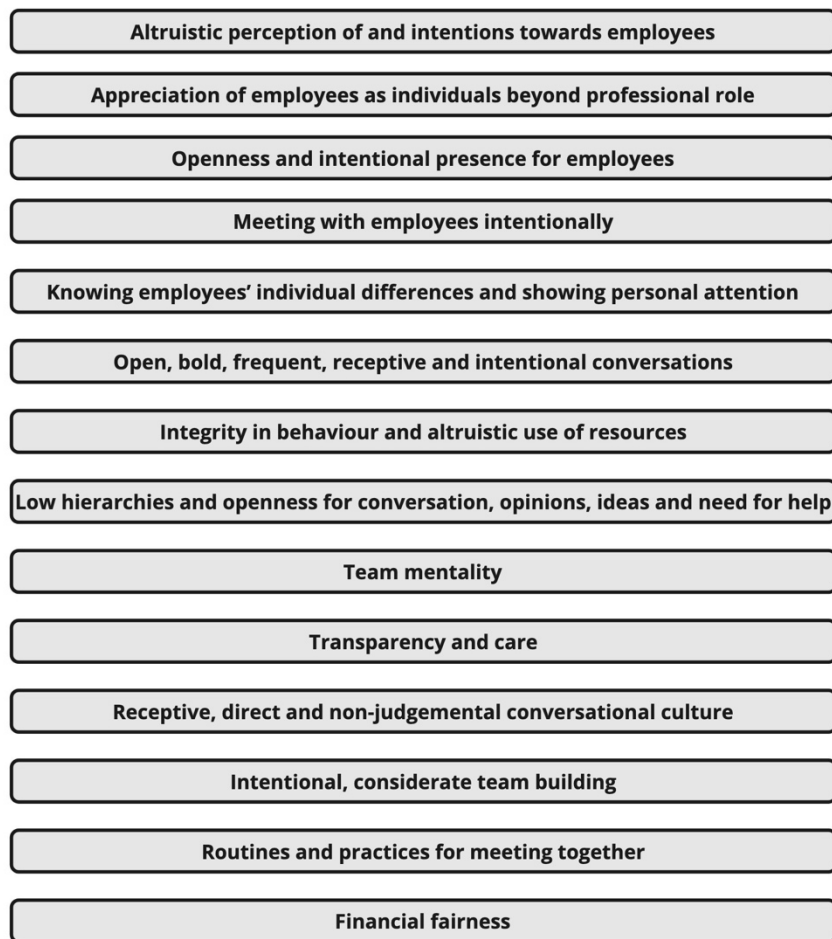 Altruistic perception of and intentions towards employees
Appreciation of employees as individuals beyond professional role
Openness and intentional presence for employees
Meeting with employees intentionally
Knowing employees’ individual differences and showing personal attention
Open, bold, frequent, receptive and intentional conversations
Integrity in behaviour and altruistic use of resources
Low hierarchies and openness for conversation, opinions, ideas and need for help
Team mentality
Transparency and care
Receptive, direct and non-judgemental conversational culture
Intentional, considerate team building
Routines and practices for meeting together
Financial fairness